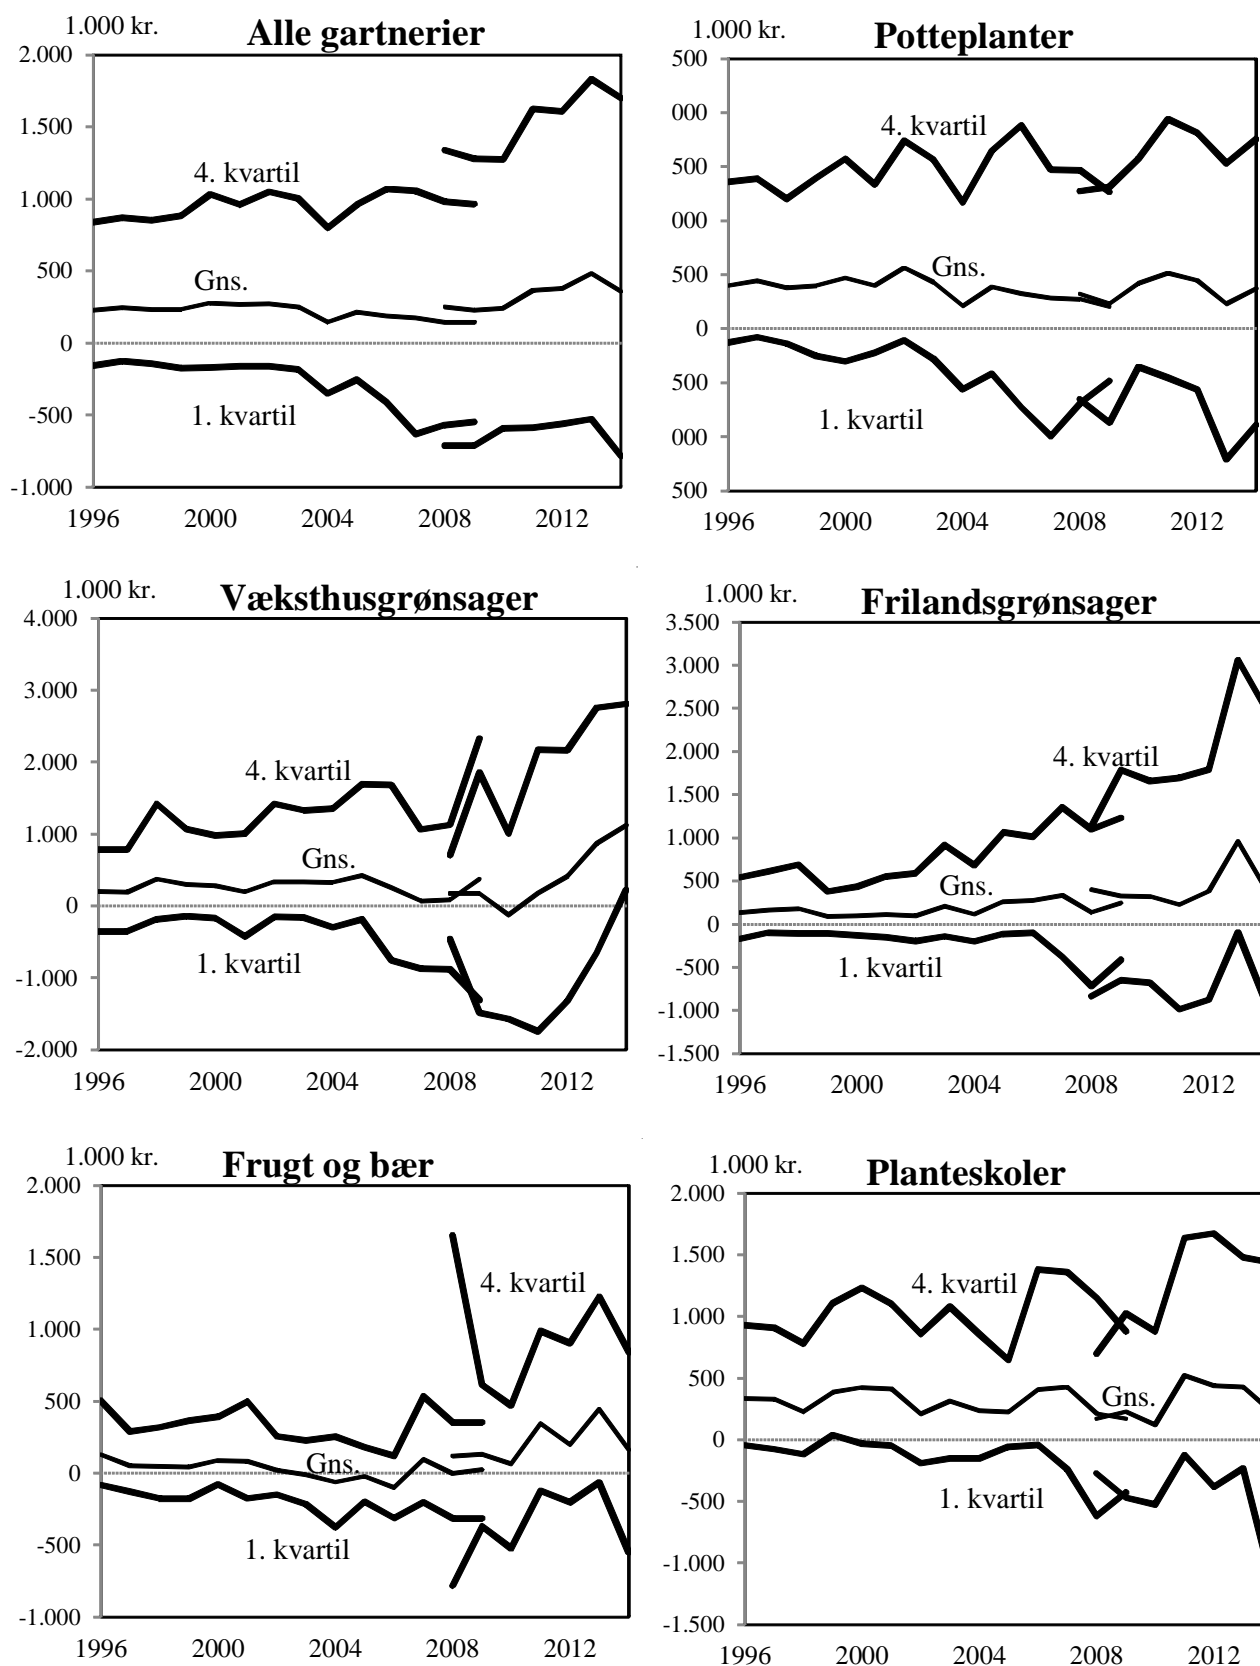 1.000 kr.
Alle gartnerier
2.000
1.500
4. kvartil
1.000
500
Gns.
0
1. kvartil
-500
-1.000
1996 2000 2004 2008 2012
1.000 kr.
Potteplanter
500
000
4. kvartil
500
000
500
Gns.
0
500
1. kvartil
000
500
1996 2000 2004 2008 2012
1.000 kr.
Væksthusgrønsager
4.000
3.000
2.000
4. kvartil
1.000
Gns.
0
1. kvartil
-1.000
-2.000
1996 2000 2004 2008 2012
1.000 kr.
Frilandsgrønsager
3.500
3.000
2.500
2.000
4. kvartil
1.500
1.000
500
Gns.
0
1. kvartil
-500
-1.000
-1.500
1996 2000 2004 2008 2012
1.000 kr.
Frugt og bær
2.000
1.500
4. kvartil
1.000
500
Gns.
0
1. kvartil
-500
-1.000
1996 2000 2004 2008 2012
1.000 kr.
Planteskoler
2.000
1.500
4. kvartil
1.000
500
Gns.
0
-500
1. kvartil
-1.000
-1.500
1996 2000 2004 2008 2012